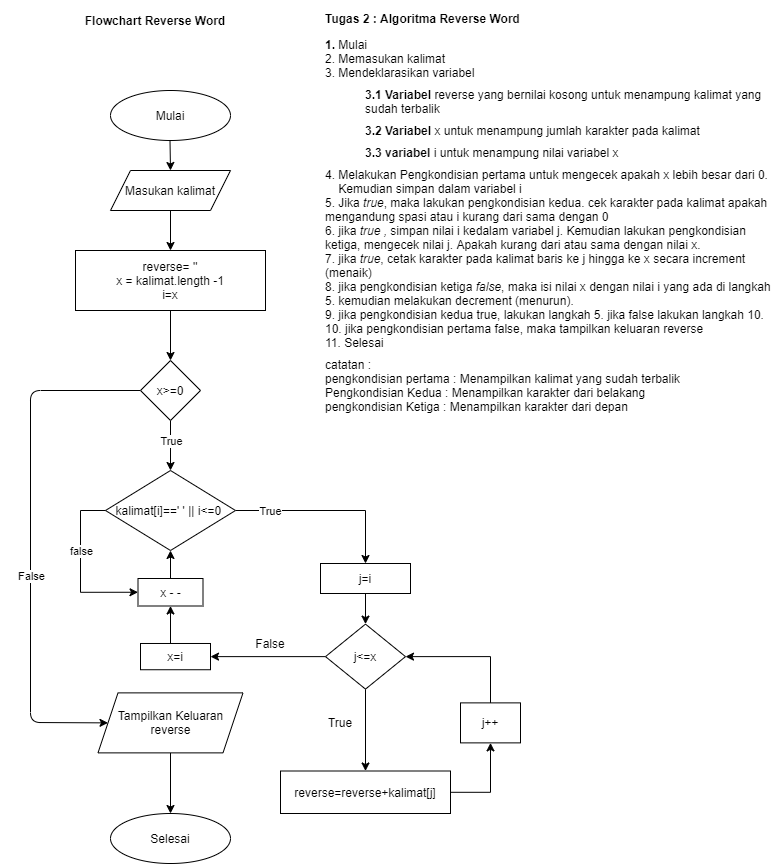 Flowchart Reverse Word
Mulai
Masukan kalimat
reverse= ''
x = kalimat.length -1
i=x
x>=0
True
kalimat[i]==' ' || i<=0
True
false
False
x - -
j=i
x=i
False
j<=x
True
j++
reverse=reverse+kalimat[j]
Tampilkan Keluaran
reverse
Selesai
Tugas 2 : Algoritma Reverse Word
1. Mulai
2. Memasukan kalimat
3. Mendeklarasikan variabel
3.1 Variabel reverse yang bernilai kosong untuk menampung kalimat yang
sudah terbalik
3.2 Variabel x untuk menampung jumlah karakter pada kalimat
3.3 variabel i untuk menampung nilai variabel x
4. Melakukan Pengkondisian pertama untuk mengecek apakah x lebih besar dari 0.
Kemudian simpan dalam variabel i
5. Jika true, maka lakukan pengkondisian kedua. cek karakter pada kalimat apakah
mengandung spasi atau i kurang dari sama dengan 0
6. jika true , simpan nilai i kedalam variabel j. Kemudian lakukan pengkondisian
ketiga, mengecek nilai j. Apakah kurang dari atau sama dengan nilai x.
7. jika true, cetak karakter pada kalimat baris ke j hingga ke x secara increment
(menaik)
8. jika pengkondisian ketiga false, maka isi nilai x dengan nilai i yang ada di langkah
5. kemudian melakukan decrement (menurun).
9. jika pengkondisian kedua true, lakukan langkah 5. jika false lakukan langkah 10.
10. jika pengkondisian pertama false, maka tampilkan keluaran reverse
11. Selesai
catatan :
pengkondisian pertama : Menampilkan kalimat yang sudah terbalik
Pengkondisian Kedua : Menampilkan karakter dari belakang
pengkondisian Ketiga : Menampilkan karakter dari depan